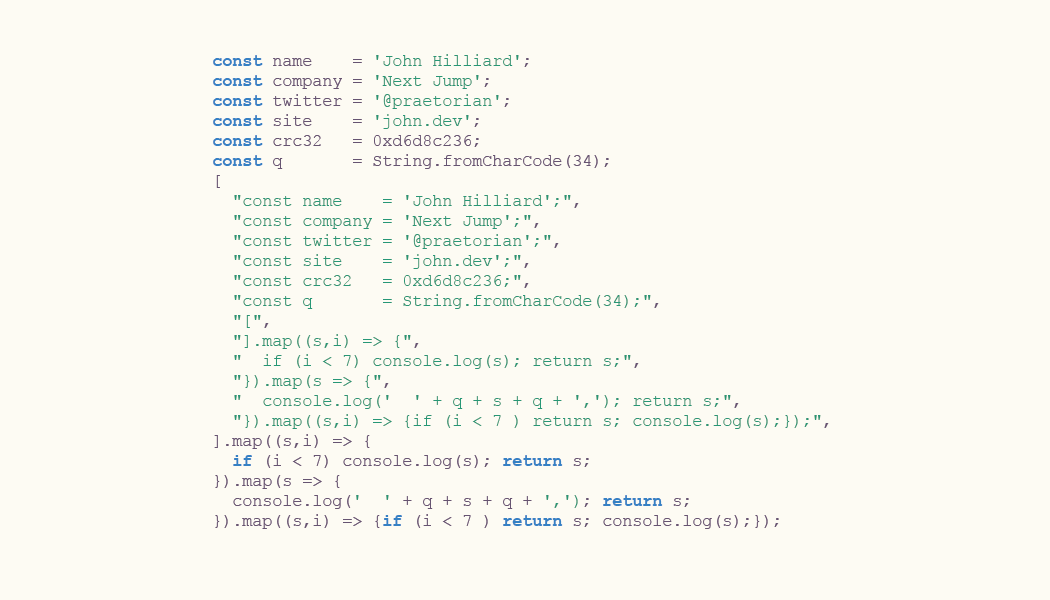 const name    = 'John Hilliard';
const company = 'Next Jump';
const twitter = '@praetorian';
const site    = 'john.dev';
const crc32   = 0xd6d8c236;
const q       = String.fromCharCode(34);
[
  "const name    = 'John Hilliard';",
  "const company = 'Next Jump';",
  "const twitter = '@praetorian';",
  "const site    = 'john.dev';",
  "const crc32   = 0xd6d8c236;",
  "const q       = String.fromCharCode(34);",
  "[",
  "].map((s,i) => {",
  "  if (i < 7) console.log(s); return s;",
  "}).map(s => {",
  "  console.log('  ' + q + s + q + ','); return s;",
  "}).map((s,i) => {if (i < 7 ) return s; console.log(s);});",
].map((s,i) => {
  if (i < 7) console.log(s); return s;
}).map(s => {
  console.log('  ' + q + s + q + ','); return s;
}).map((s,i) => {if (i < 7 ) return s; console.log(s);});